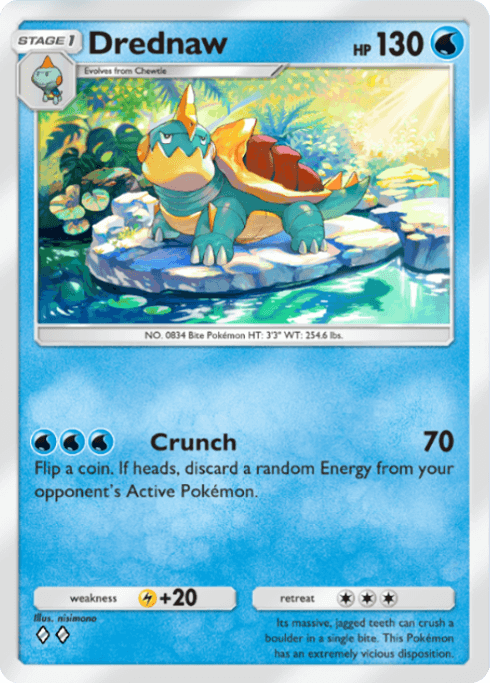 STAGE 1 Drednaw HP 130
Evolves from Chewtle
NO. 0834 Bite Pokémon HT: 3'3" WT: 254.6 lbs.
Crunch 70
Flip a coin. If heads, discard a random Energy from your
opponent's Active Pokémon.
weakness +20 retreat
Illus. nisimono
Its massive, jagged teeth can crush a
boulder in a single bite. This Pokémon
has an extremely vicious disposition.